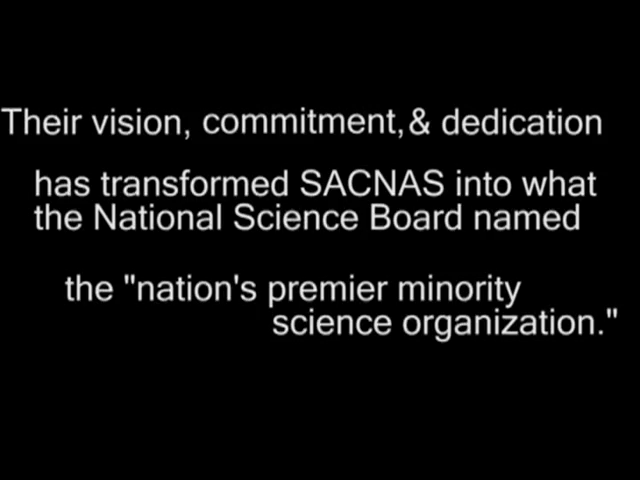 Their vision, commitment, & dedication
has transformed SACNAS into what
the National Science Board named
the "nation's premier minority
science organization."